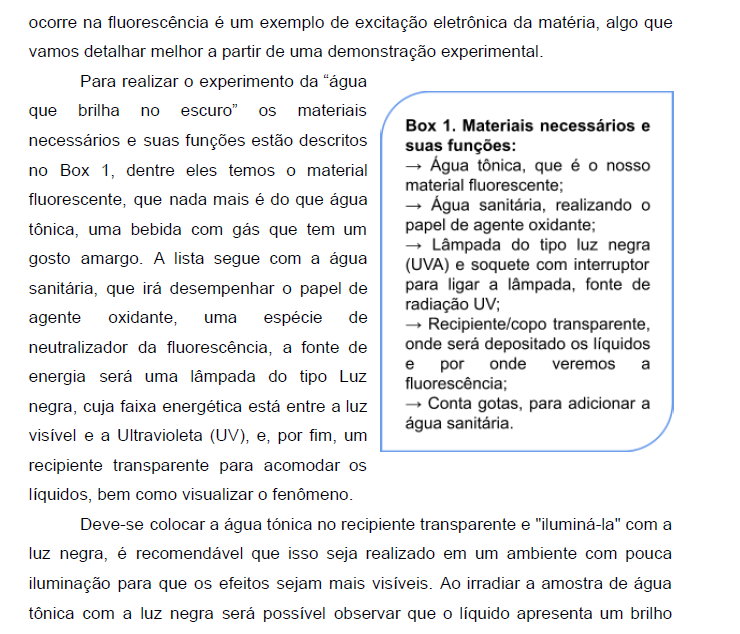 ocorre na fluorescência é um exemplo de excitação eletrônica da matéria, algo que
vamos detalhar melhor a partir de uma demonstração experimental.
Para realizar o experimento da “água
que brilha no escuro” os materiais
necessários e suas funções estão descritos
no Box 1, dentre eles temos o material
fluorescente, que nada mais é do que água
tônica, uma bebida com gás que tem um
gosto amargo. A lista segue com a água
sanitária, que irá desempenhar o papel de
agente oxidante, uma espécie de
neutralizador da fluorescência, a fonte de
energia será uma lâmpada do tipo Luz
negra, cuja faixa energética está entre a luz
visível e a Ultravioleta (UV), e, por fim, um
recipiente transparente para acomodar os
líquidos, bem como visualizar o fenômeno.
Box 1. Materiais necessários e
suas funções:
→ Água tônica, que é o nosso
material fluorescente;
→ Água sanitária, realizando o
papel de agente oxidante;
→ Lâmpada do tipo luz negra
(UVA) e soquete com interruptor
para ligar a lâmpada, fonte de
radiação UV;
→ Recipiente/copo transparente,
onde será depositado os líquidos
e por onde veremos a
fluorescência;
→ Conta gotas, para adicionar a
água sanitária.
Deve-se colocar a água tónica no recipiente transparente e "iluminá-la" com a
luz negra, é recomendável que isso seja realizado em um ambiente com pouca
iluminação para que os efeitos sejam mais visíveis. Ao irradiar a amostra de água
tônica com a luz negra será possível observar que o líquido apresenta um brilho